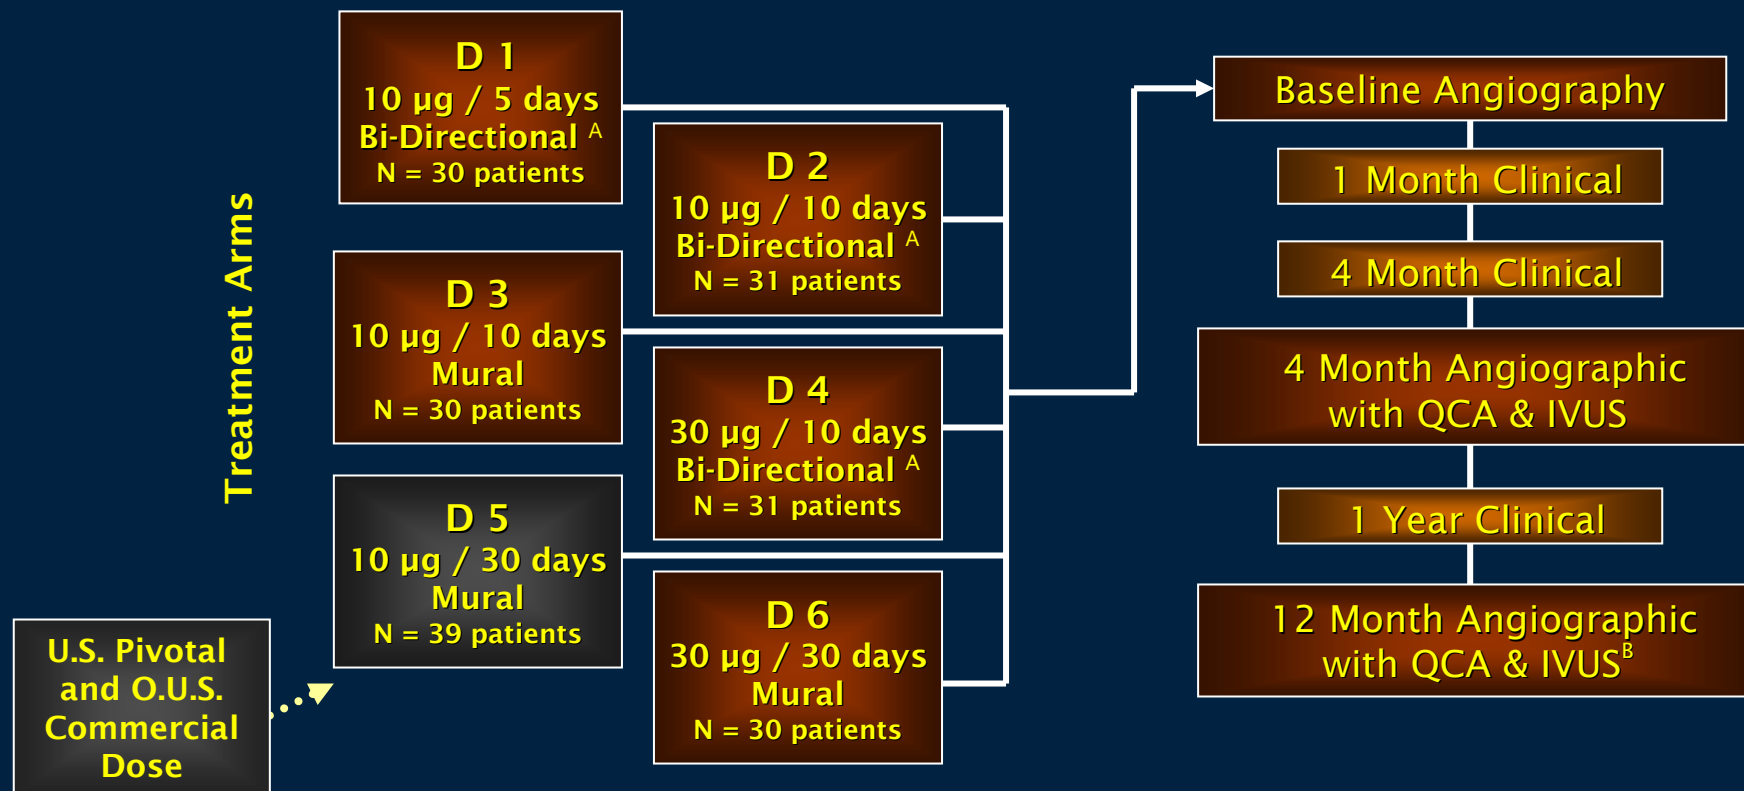 Treatment Arms
D 1
10 µg / 5 days
Bi-Directional A
N = 30 patients
D 2
10 µg / 10 days
Bi-Directional A
N = 31 patients
D 3
10 µg / 10 days
Mural
N = 30 patients
D 4
30 µg / 10 days
Bi-Directional A
N = 31 patients
D 5
10 µg / 30 days
Mural
N = 39 patients
D 6
30 µg / 30 days
Mural
N = 30 patients
U.S. Pivotal
and O.U.S.
Commercial
Dose
Baseline Angiography
1 Month Clinical
4 Month Clinical
4 Month Angiographic
with QCA & IVUS
1 Year Clinical
12 Month Angiographic
with QCA & IVUS B